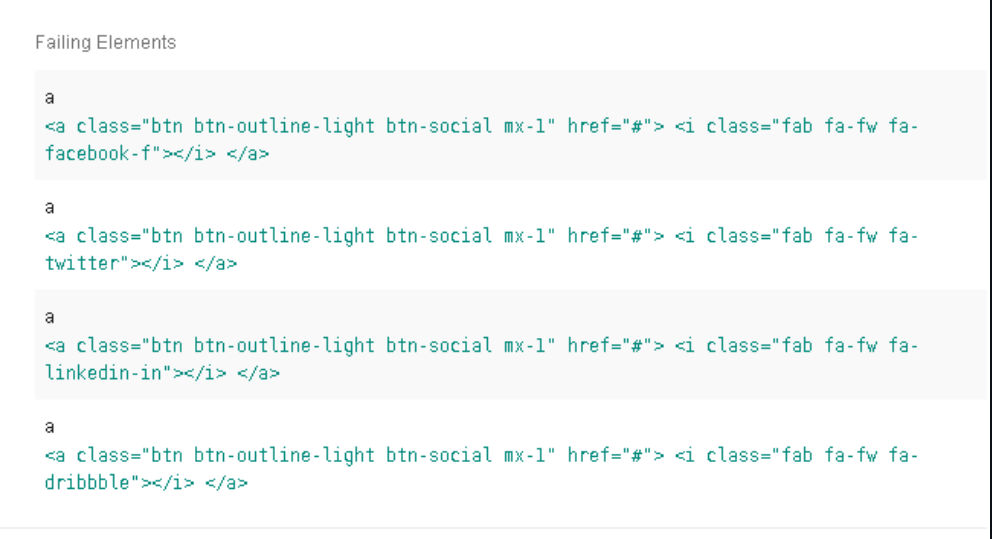 Failing Elements
a
<a class="btn btn-outline-light btn-social mx-1" href="#"> <i class="fab fa-fw fa-
facebook-f"></i> </a>
a
<a class="btn btn-outline-light btn-social mx-1" href="#"> <i class="fab fa-fw fa-
twitter"></i> </a>
a
<a class="btn btn-outline-light btn-social mx-1" href="#"> <i class="fab fa-fw fa-
linkedin-in"></i> </a>
a
<a class="btn btn-outline-light btn-social mx-1" href="#"> <i class="fab fa-fw fa-
dribbble"></i> </a>